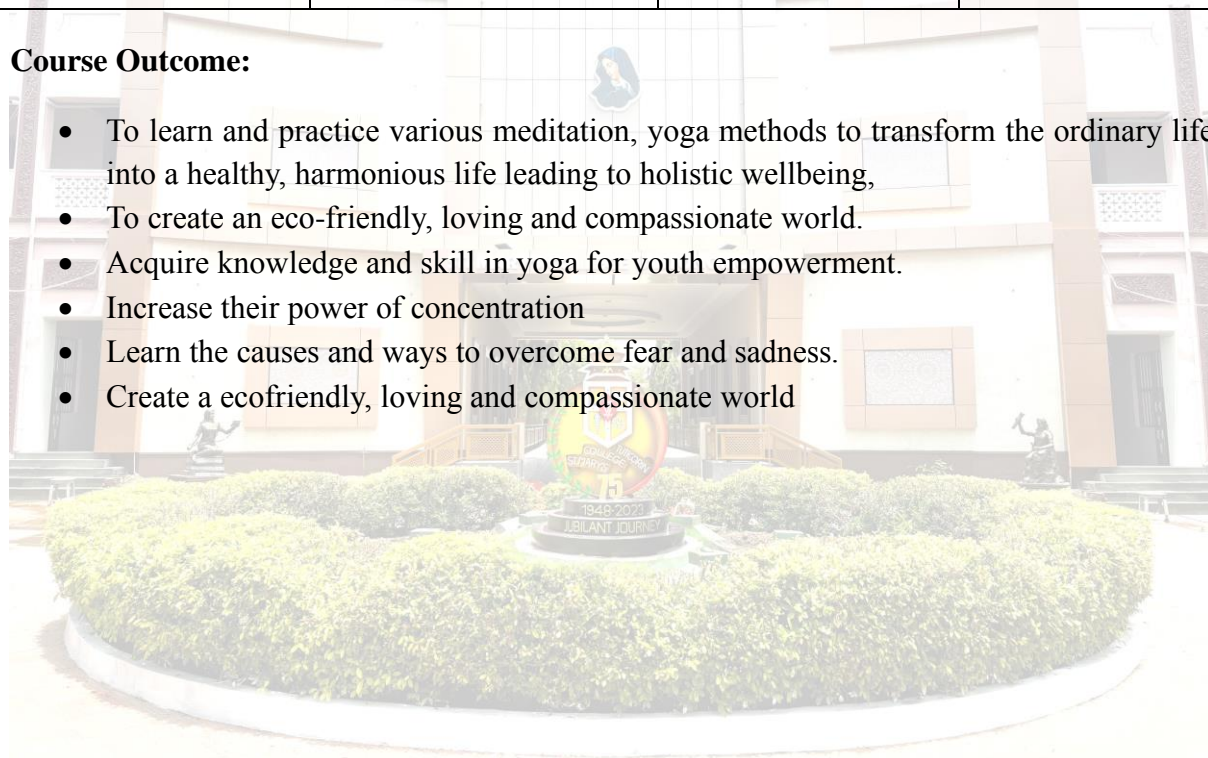 Course Outcome:
• To learn and practice various meditation, yoga methods to transform the ordinary life
into a healthy, harmonious life leading to holistic wellbeing,
• To create an eco-friendly, loving and compassionate world.
• Acquire knowledge and skill in yoga for youth empowerment.
• Increase their power of concentration
• Learn the causes and ways to overcome fear and sadness.
• Create a ecofriendly, loving and compassionate world
75
1948-2023
JUBILANT JOURNEY